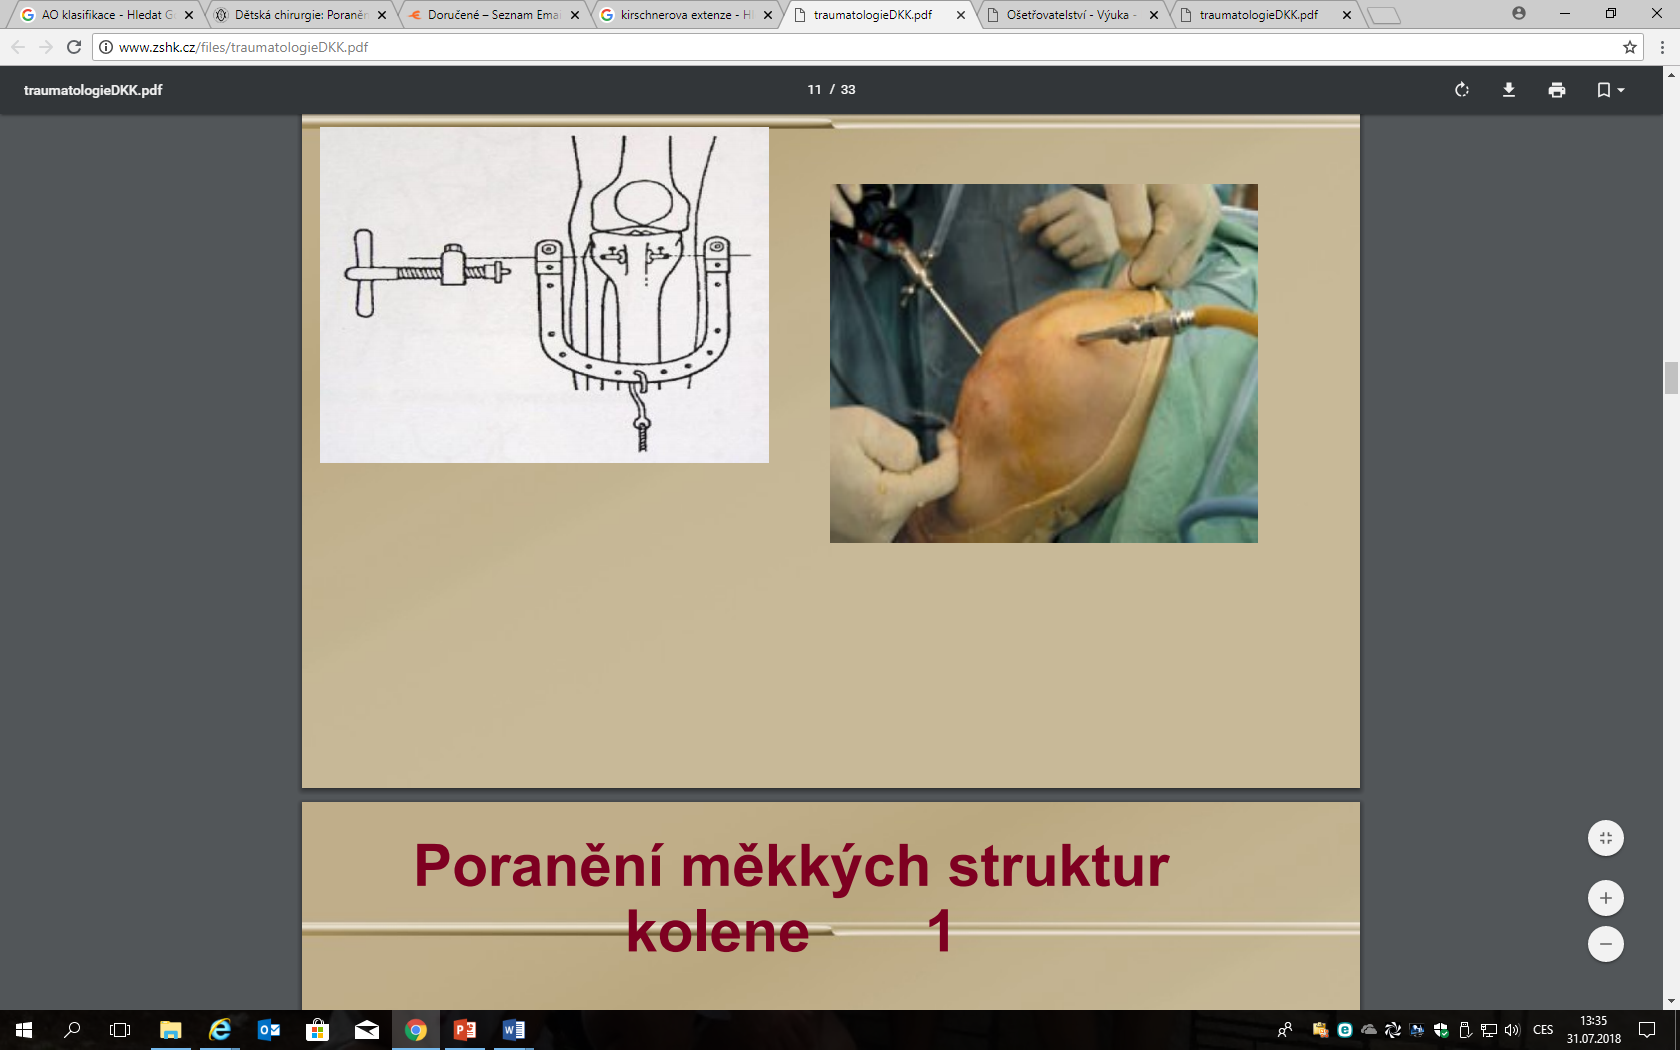 AO klasifikace - Hledat G
Dětská chirurgie: Poraněn
Doručené – Seznam Emai
kirschnerova extenze - Hl
traumatologieDKK.pdf
Ošetřovatelství - Výuka -
traumatologieDKK.pdf
www.zshk.cz/files/traumatologieDKK.pdf
traumatologieDKK.pdf
11 / 33
Poranění měkkých struktur
kolene 1
CES
13:35
31.07.2018